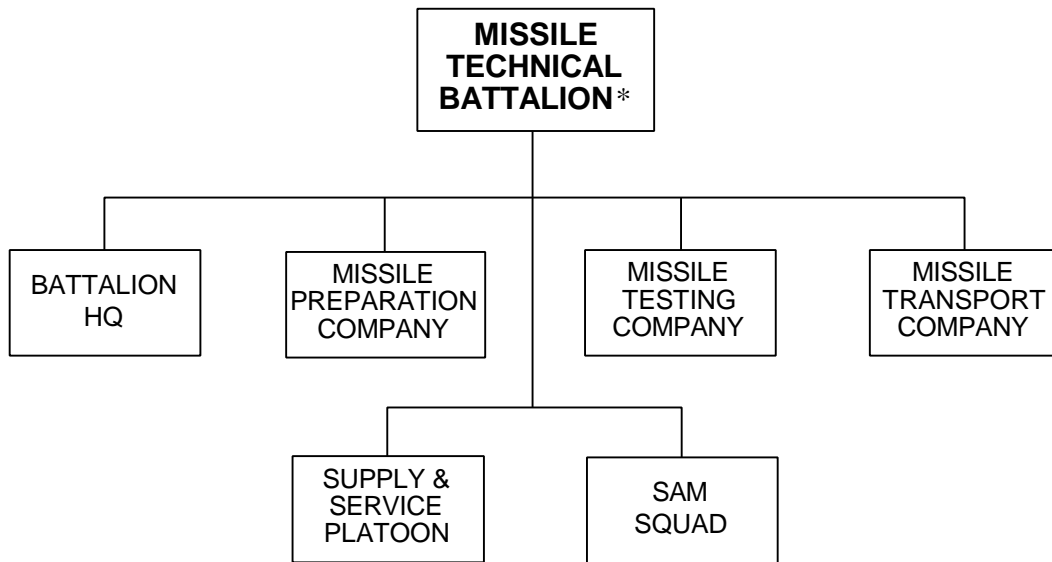 MISSILE
TECHNICAL
BATTALION*
BATTALION
HQ
MISSILE
PREPARATION
COMPANY
MISSILE
TESTING
COMPANY
MISSILE
TRANSPORT
COMPANY
SUPPLY &
SERVICE
PLATOON
SAM
SQUAD